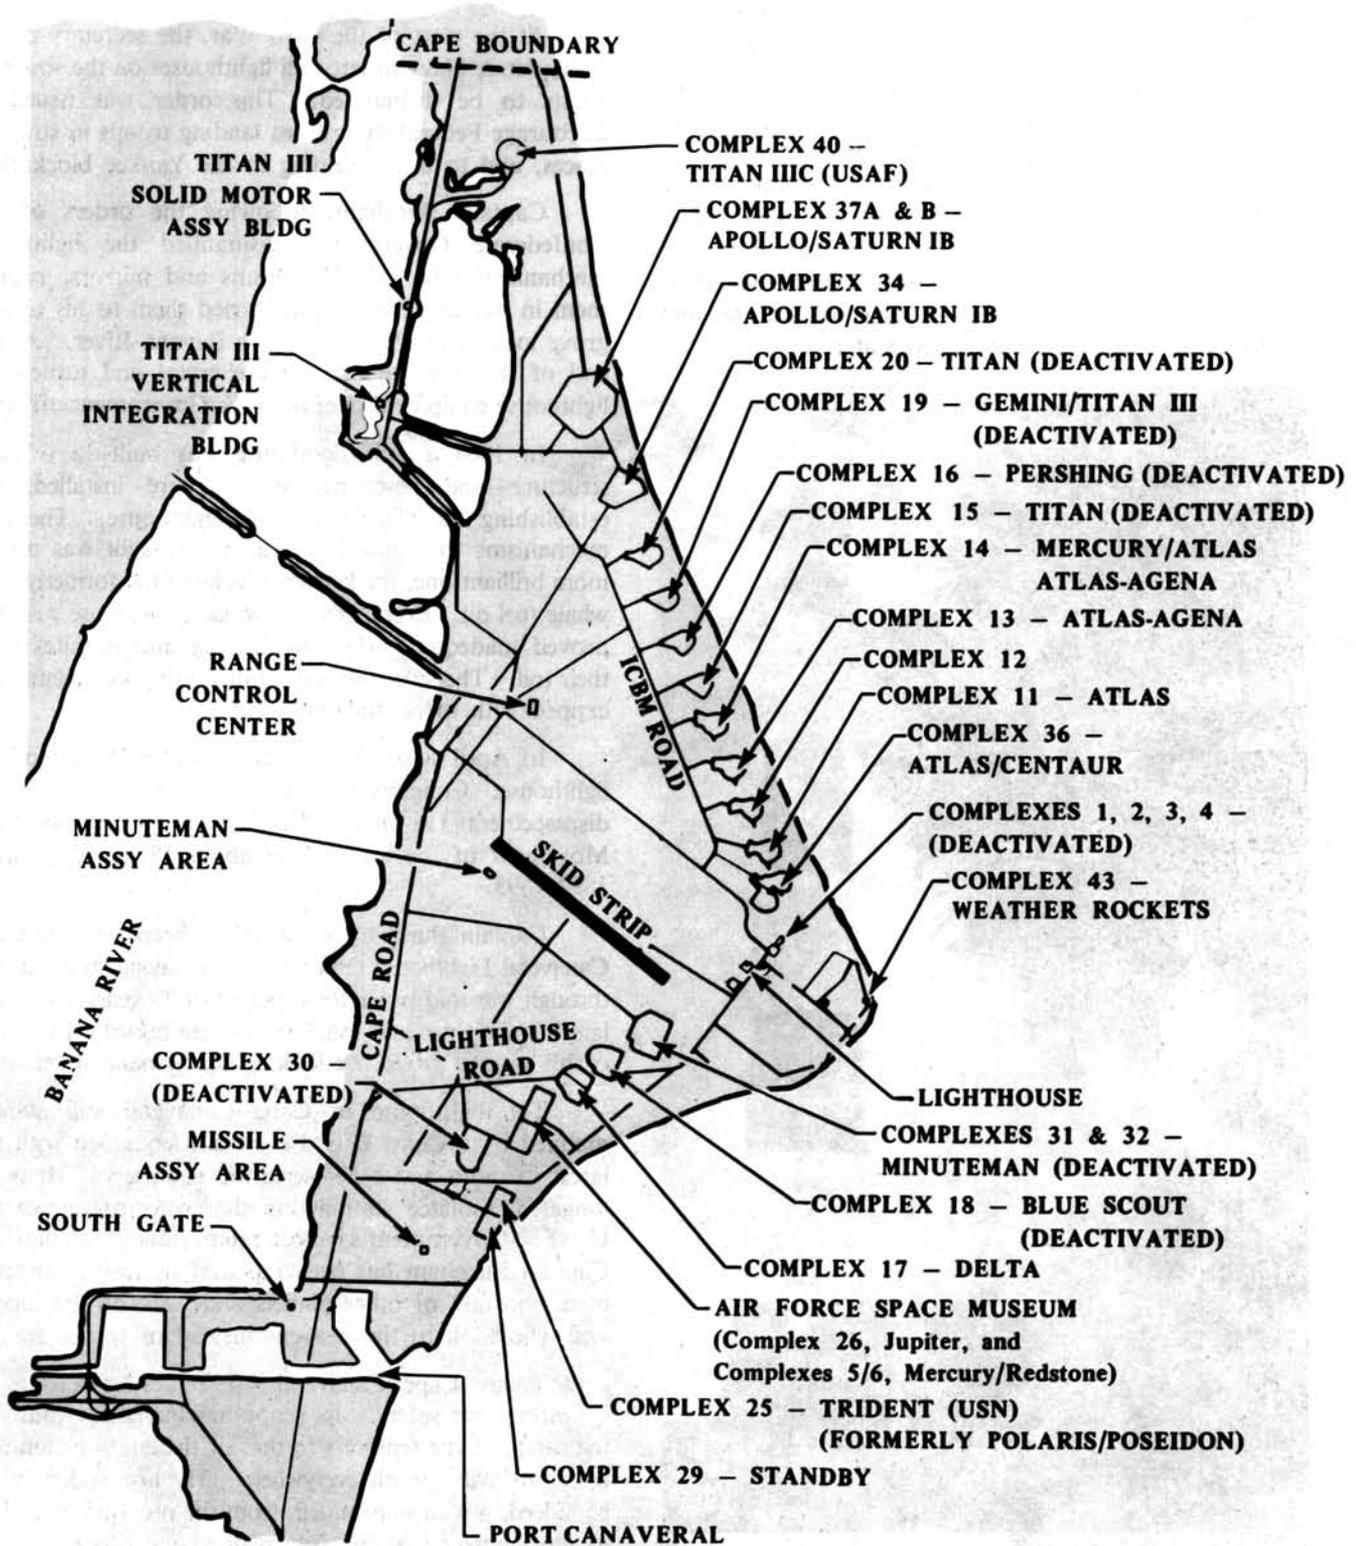 CAPE BOUNDARY
TITAN III
SOLID MOTOR
ASSY BLDG
TITAN III
VERTICAL
INTEGRATION
BLDG
RANGE
CONTROL
CENTER
MINUTEMAN
ASSY AREA
BANANA RIVER
CAPE ROAD
ICBM ROAD
SKID STRIP
LIGHTHOUSE
ROAD
COMPLEX 30
(DEACTIVATED)
MISSILE
ASSY AREA
SOUTH GATE
COMPLEX 40 –
TITAN IIIC (USAF)
COMPLEX 37A & B –
APOLLO/SATURN IB
COMPLEX 34 –
APOLLO/SATURN IB
COMPLEX 20 – TITAN (DEACTIVATED)
COMPLEX 19 – GEMINI/TITAN III
(DEACTIVATED)
COMPLEX 16 – PERSHING (DEACTIVATED)
COMPLEX 15 – TITAN (DEACTIVATED)
COMPLEX 14 – MERCURY/ATLAS
ATLAS-AGENA
COMPLEX 13 – ATLAS-AGENA
COMPLEX 12
COMPLEX 11 – ATLAS
COMPLEX 36 –
ATLAS/CENTAUR
COMPLEXES 1, 2, 3, 4 –
(DEACTIVATED)
COMPLEX 43 –
WEATHER ROCKETS
LIGHTHOUSE
COMPLEXES 31 & 32 –
MINUTEMAN (DEACTIVATED)
COMPLEX 18 – BLUE SCOUT
(DEACTIVATED)
COMPLEX 17 – DELTA
AIR FORCE SPACE MUSEUM
(Complex 26, Jupiter, and
Complexes 5/6, Mercury/Redstone)
COMPLEX 25 – TRIDENT (USN)
(FORMERLY POLARIS/POSEIDON)
COMPLEX 29 – STANDBY
PORT CANAVERAL